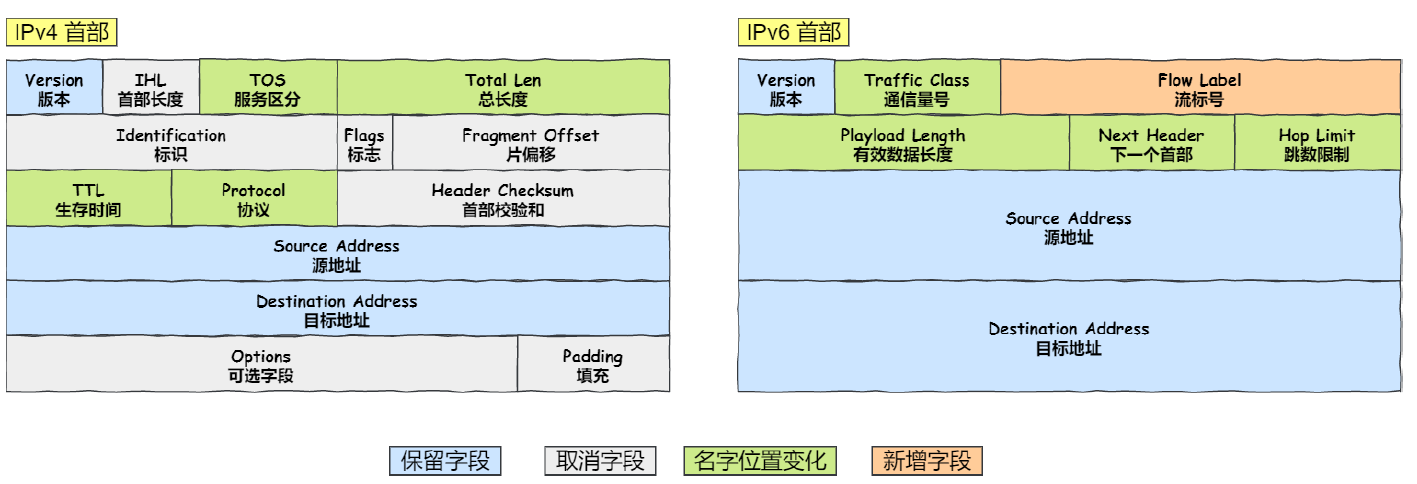 IPv4 首部
Version
版本
IHL
首部长度
TOS
服务区分
Total Len
总长度
Identification
标识
Flags
标志
Fragment Offset
片偏移
TTL
生存时间
Protocol
协议
Header Checksum
首部校验和
Source Address
源地址
Destination Address
目标地址
Options
可选字段
Padding
填充
IPv6 首部
Version
版本
Traffic Class
通信量号
Flow Label
流标号
Playload Length
有效数据长度
Next Header
下一个首部
Hop Limit
跳数限制
Source Address
源地址
Destination Address
目标地址
保留字段
取消字段
名字位置变化
新增字段